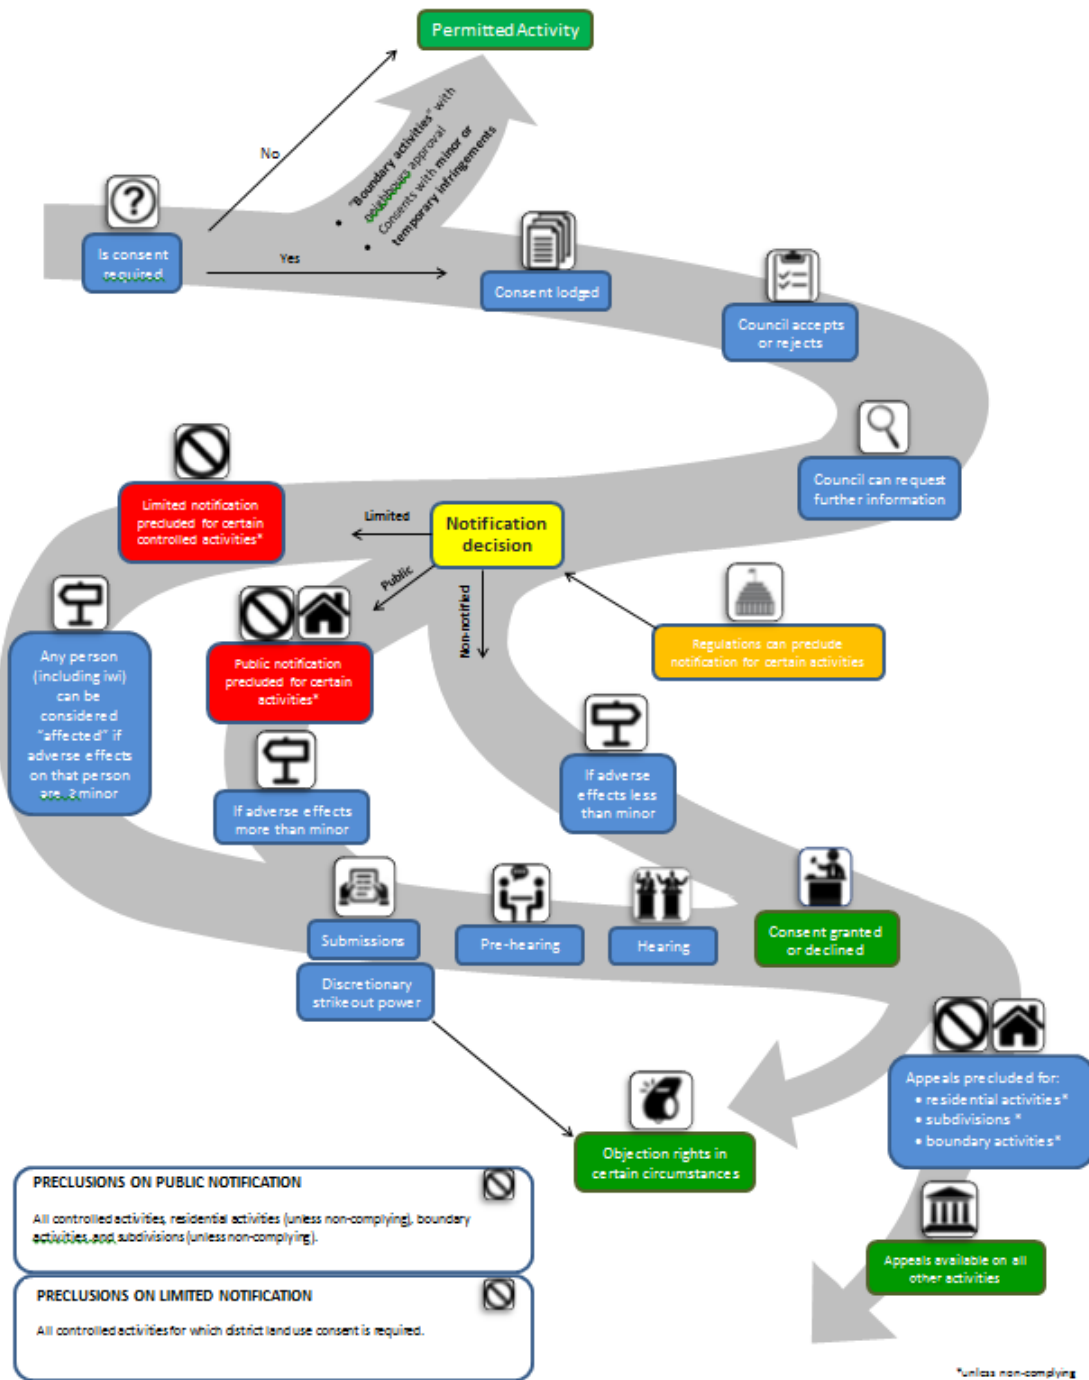 Permitted Activity
No
• "Boundary activities" with
neighbours approval
• Consents with minor or
temporary infringements
Is consent
required
Yes
Consent lodged
Council accepts
or rejects
Council can request
further information
Limited notification
precluded for certain
controlled activities*
Limited
Notification
decision
Public
Non-notified
Regulations can preclude
notification for certain activities
Any person
(including iwi)
can be
considered
"affected" if
adverse effects
on that person
are ≥ minor
Public notification
precluded for certain
activities*
If adverse effects
more than minor
If adverse
effects less
than minor
Submissions
Discretionary
strikeout power
Pre-hearing
Hearing
Consent granted
or declined
Appeals precluded for:
• residential activities*
• subdivisions *
• boundary activities*
Objection rights in
certain circumstances
Appeals available on all
other activities
PRECLUSIONS ON PUBLIC NOTIFICATION
All controlled activities, residential activities (unless non-complying), boundary
activities, and subdivisions (unless non-complying).
PRECLUSIONS ON LIMITED NOTIFICATION
All controlled activities for which district land use consent is required.
*unless non-complying